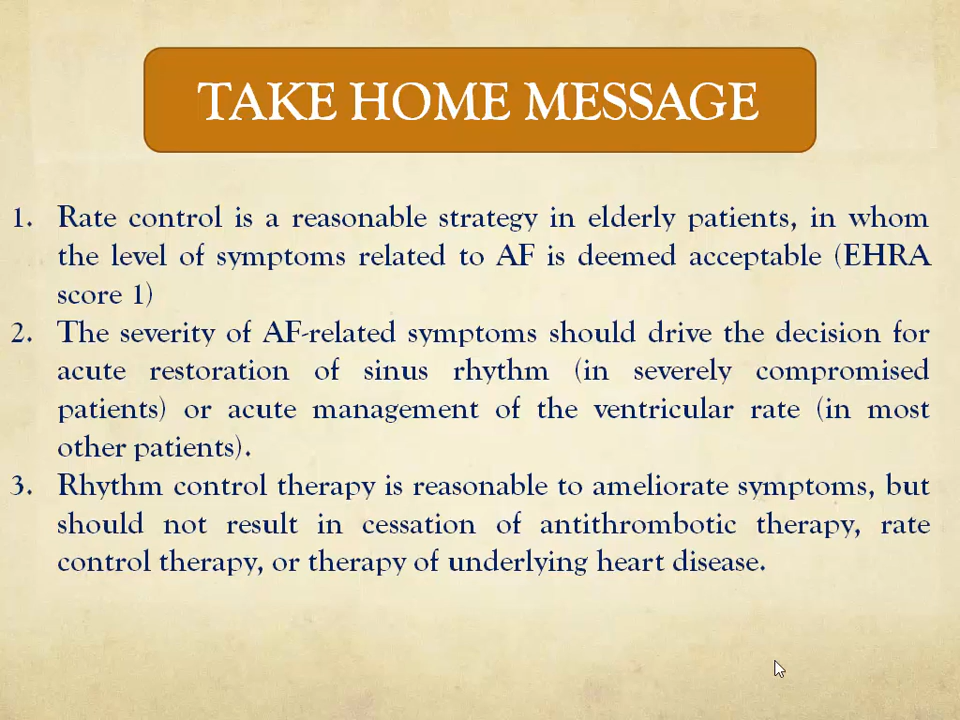 TAKE HOME MESSAGE
1. Rate control is a reasonable strategy in elderly patients, in whom
the level of symptoms related to AF is deemed acceptable (EHRA
score 1)
2. The severity of AF-related symptoms should drive the decision for
acute restoration of sinus rhythm (in severely compromised
patients) or acute management of the ventricular rate (in most
other patients).
3. Rhythm control therapy is reasonable to ameliorate symptoms, but
should not result in cessation of antithrombotic therapy, rate
control therapy, or therapy of underlying heart disease.